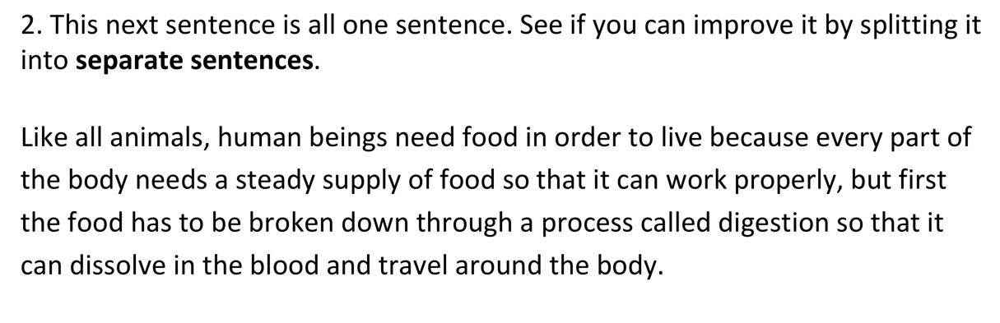 2. This next sentence is all one sentence. See if you can improve it by splitting it
into separate sentences.
Like all animals, human beings need food in order to live because every part of
the body needs a steady supply of food so that it can work properly, but first
the food has to be broken down through a process called digestion so that it
can dissolve in the blood and travel around the body.